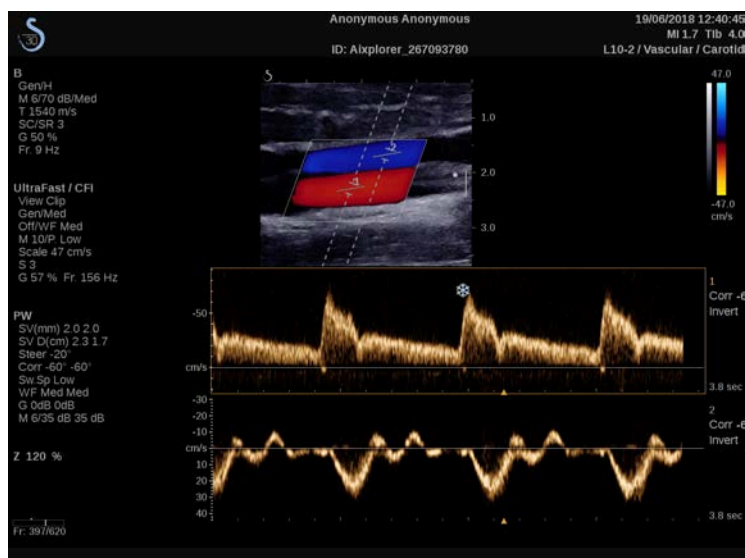 Anonymous Anonymous
19/06/2018 12:40:45
MI 1.7 TIb 4.0
30
ID: Aixplorer_267093780
L10-2 / Vascular / Carotid
B
Gen/H
M 6/70 dB/Med
T 1540 m/s
SC/SR 3
G 50 %
Fr. 9 Hz
47.0
1.0
2.0
3.0
-47.0
cm/s
UltraFast / CFI
View Clip
Gen/Med
Off/WF Med
M 10/P. Low
Scale 47 cm/s
S 3
G 57 % Fr. 156 Hz
PW
SV(mm) 2.0 2.0
SV D(cm) 2.3 1.7
Steer -20°
Corr -60° -60°
Sw.Sp Low
WF Med Med
G 0dB 0dB
M 6/35 dB 35 dB
Z 120 %
Fr: 397/620
-50
cm/s
1
Corr -6
Invert
3.8 sec
-30
-20
-10
cm/s
10
20
30
40
2
Corr -6
Invert
3.8 sec